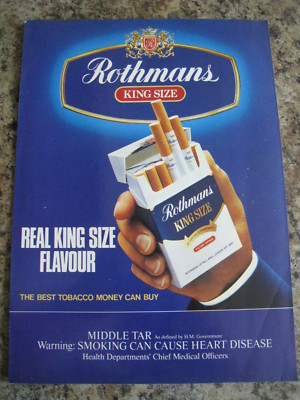 Rothmans
KING SIZE
Rothmans
KING SIZE
REAL KING SIZE
FLAVOUR
THE BEST TOBACCO MONEY CAN BUY
MIDDLE TAR As defined by H.M. Government
Warning: SMOKING CAN CAUSE HEART DISEASE
Health Departments' Chief Medical Officers